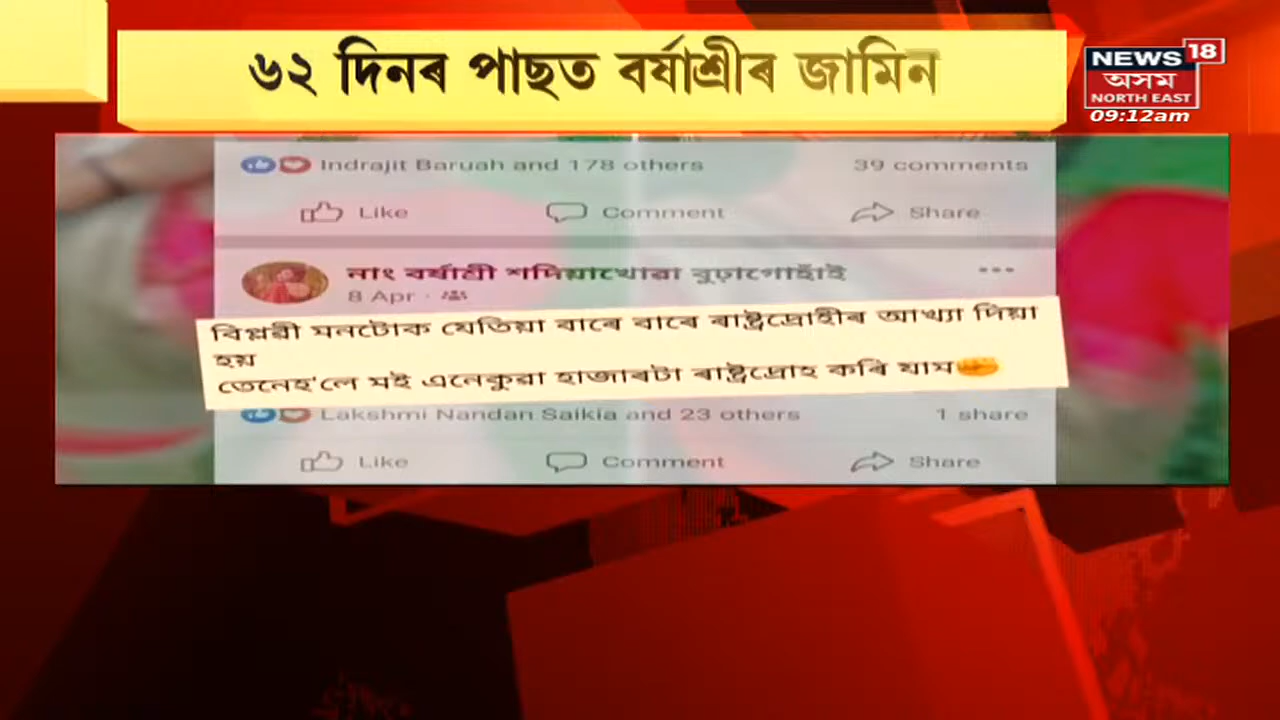 ৬২ দিনৰ পাছত বৰ্যাশ্ৰীৰ জামিন
NEWS 18
অসম
NORTH EAST
09:12am
Indrajit Baruah and 178 others 39 comments
Like Comment Share
নাং বৰ্যাশ্ৰী শদিয়াখোৱা বুঢ়াগোহাঁই
8 Apr ·
বিপ্লৱী মনটোক যেতিয়া বাৰে বাৰে ৰাষ্ট্ৰদ্ৰোহীৰ আখ্যা দিয়া
হয়
তেনেহ'লে মই এনেকুৱা হাজাৰটা ৰাষ্ট্ৰদ্ৰোহ কৰি যাম✊
Lakshmi Nandan Saikia and 23 others 1 share
Like Comment Share